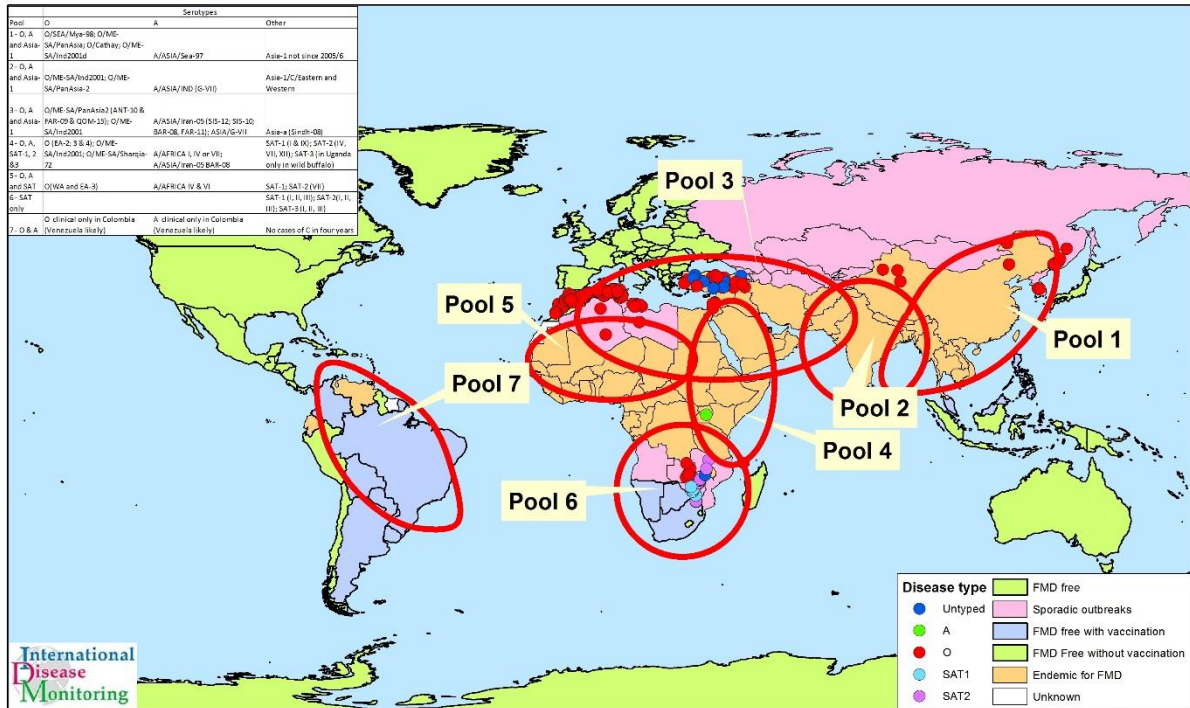 Serotypes
Pool O A Other
1 - O, A and Asia-1 O/SEA/Mya-98; O/ME-SA/PanAsia; O/Cathay; O/ME-SA/Ind2001d A/ASIA/Sea-97 Asia-1 not since 2005/6
2 - O, A and Asia-1 O/ME-SA/Ind2001; O/ME-SA/PanAsia-2 A/ASIA/IND (G-VII) Asia-1/C/Eastern and Western
3 - O, A and Asia-1 O/ME-SA/PanAsia2 (ANT-10 & FAR-09 & QOM-15); O/ME-SA/Ind2001 A/ASIA/Iran-05 (SIS-12; SIS-10; BAR-08, FAR-11); ASIA/G-VII Asia-a (Sindh-08)
4 - O, A, SAT-1, 2 &3 O (EA-2; 3 & 4); O/ME-SA/Ind2001; O/ME-SA/Sharqia-72 A/AFRICA I, IV or VII; A/ASIA/Iran-05 BAR-08 SAT-1 (I & IX); SAT-2 (IV, VII, XII); SAT-3 (in Uganda only in wild buffalo)
5 - O, A and SAT O(WA and EA-3) A/AFRICA IV & VI SAT-1; SAT-2 (VII)
6 - SAT only SAT-1 (I, II, III); SAT-2(I, II, III); SAT-3 (I, II, III)
7 - O & A O clinical only in Colombia (Venezuela likely) A clinical only in Colombia (Venezuela likely) No cases of C in four years
Pool 3
Pool 5
Pool 1
Pool 7
Pool 2
Pool 4
Pool 6
Disease type
Untyped
A
O
SAT1
SAT2
FMD free
Sporadic outbreaks
FMD free with vaccination
FMD Free without vaccination
Endemic for FMD
Unknown
International
Disease
Monitoring